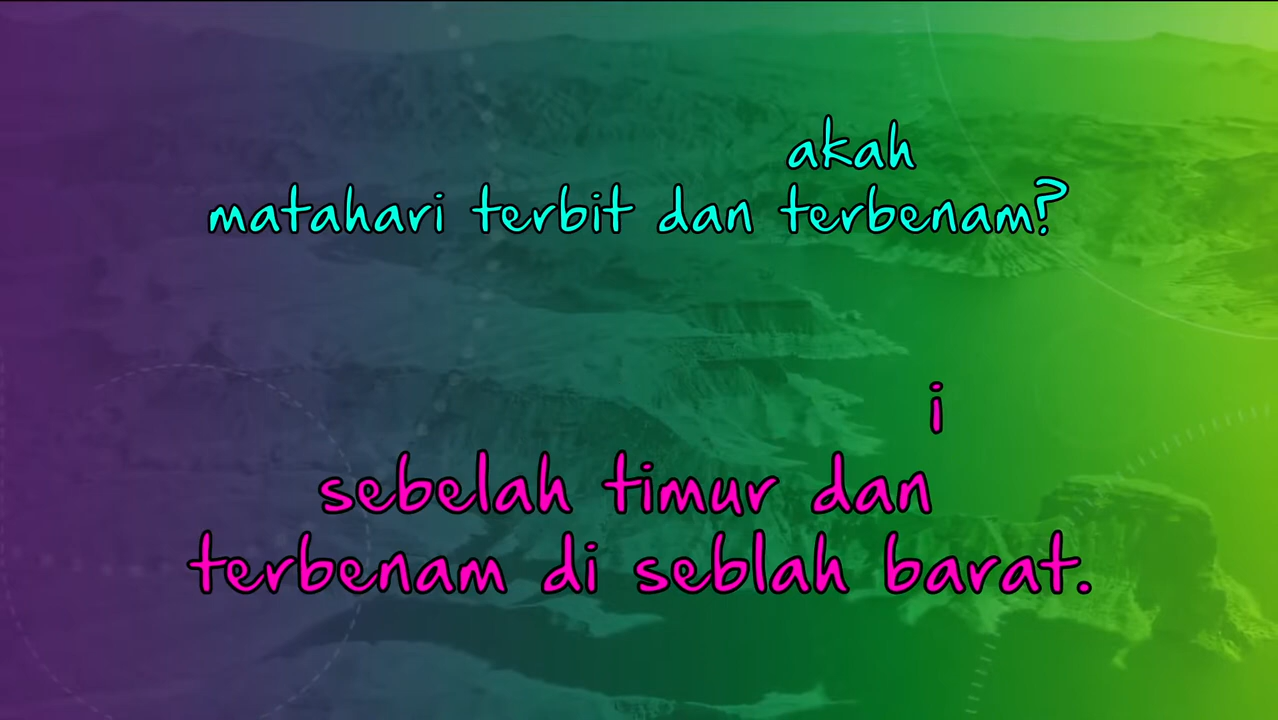 akah
matahari terbit dan terbenam?
i
sebelah timur dan
terbenam di seblah barat.